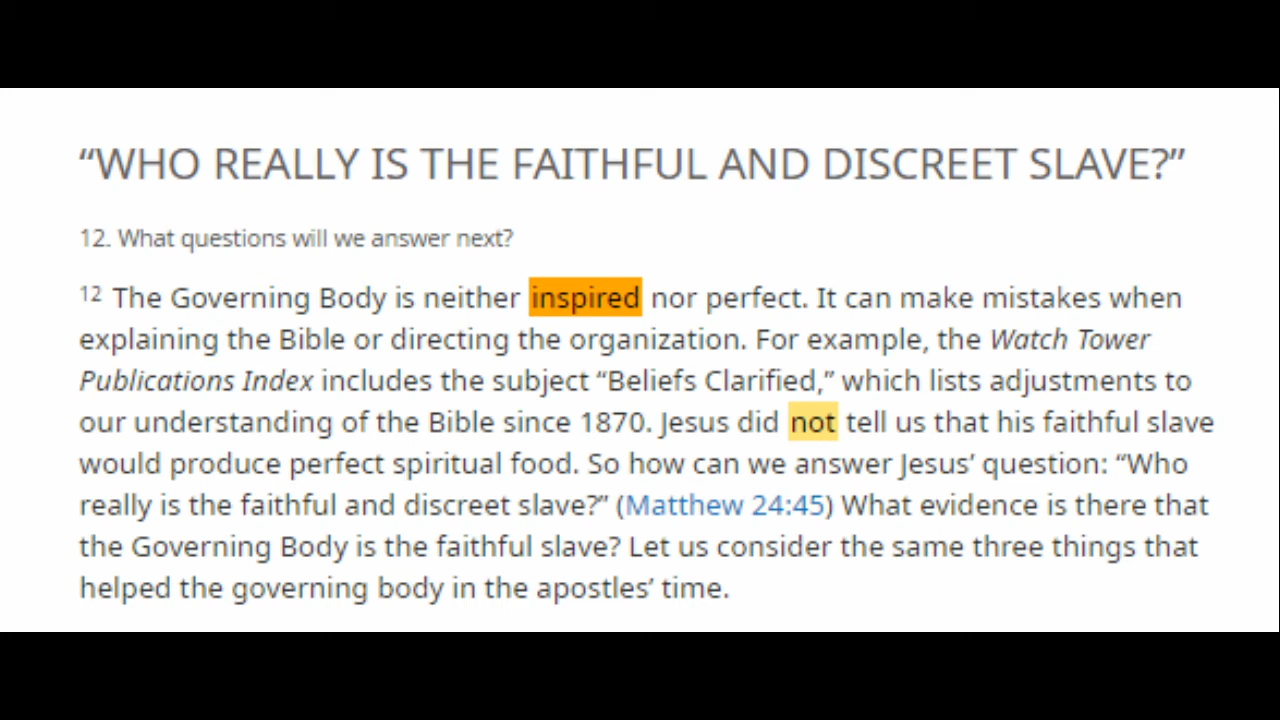 “WHO REALLY IS THE FAITHFUL AND DISCREET SLAVE?”
12. What questions will we answer next?
12 The Governing Body is neither inspired nor perfect. It can make mistakes when
explaining the Bible or directing the organization. For example, the Watch Tower
Publications Index includes the subject “Beliefs Clarified,” which lists adjustments to
our understanding of the Bible since 1870. Jesus did not tell us that his faithful slave
would produce perfect spiritual food. So how can we answer Jesus’ question: “Who
really is the faithful and discreet slave?” (Matthew 24:45) What evidence is there that
the Governing Body is the faithful slave? Let us consider the same three things that
helped the governing body in the apostles’ time.